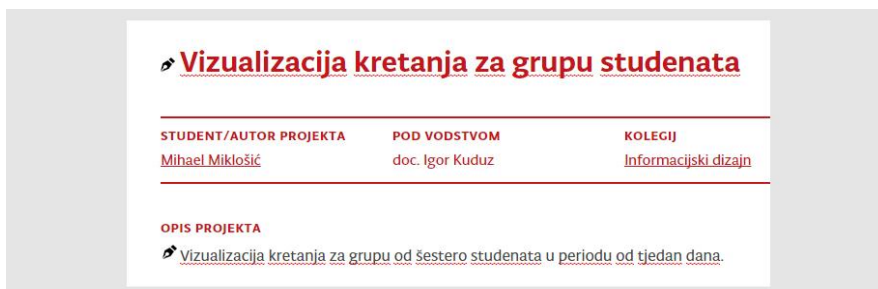 Vizualizacija kretanja za grupu studenata
STUDENT/AUTOR PROJEKTA POD VODSTVOM KOLEGIJ
Mihael Miklošić doc. Igor Kuduz Informacijski dizajn
OPIS PROJEKTA
Vizualizacija kretanja za grupu od šestero studenata u periodu od tjedan dana.